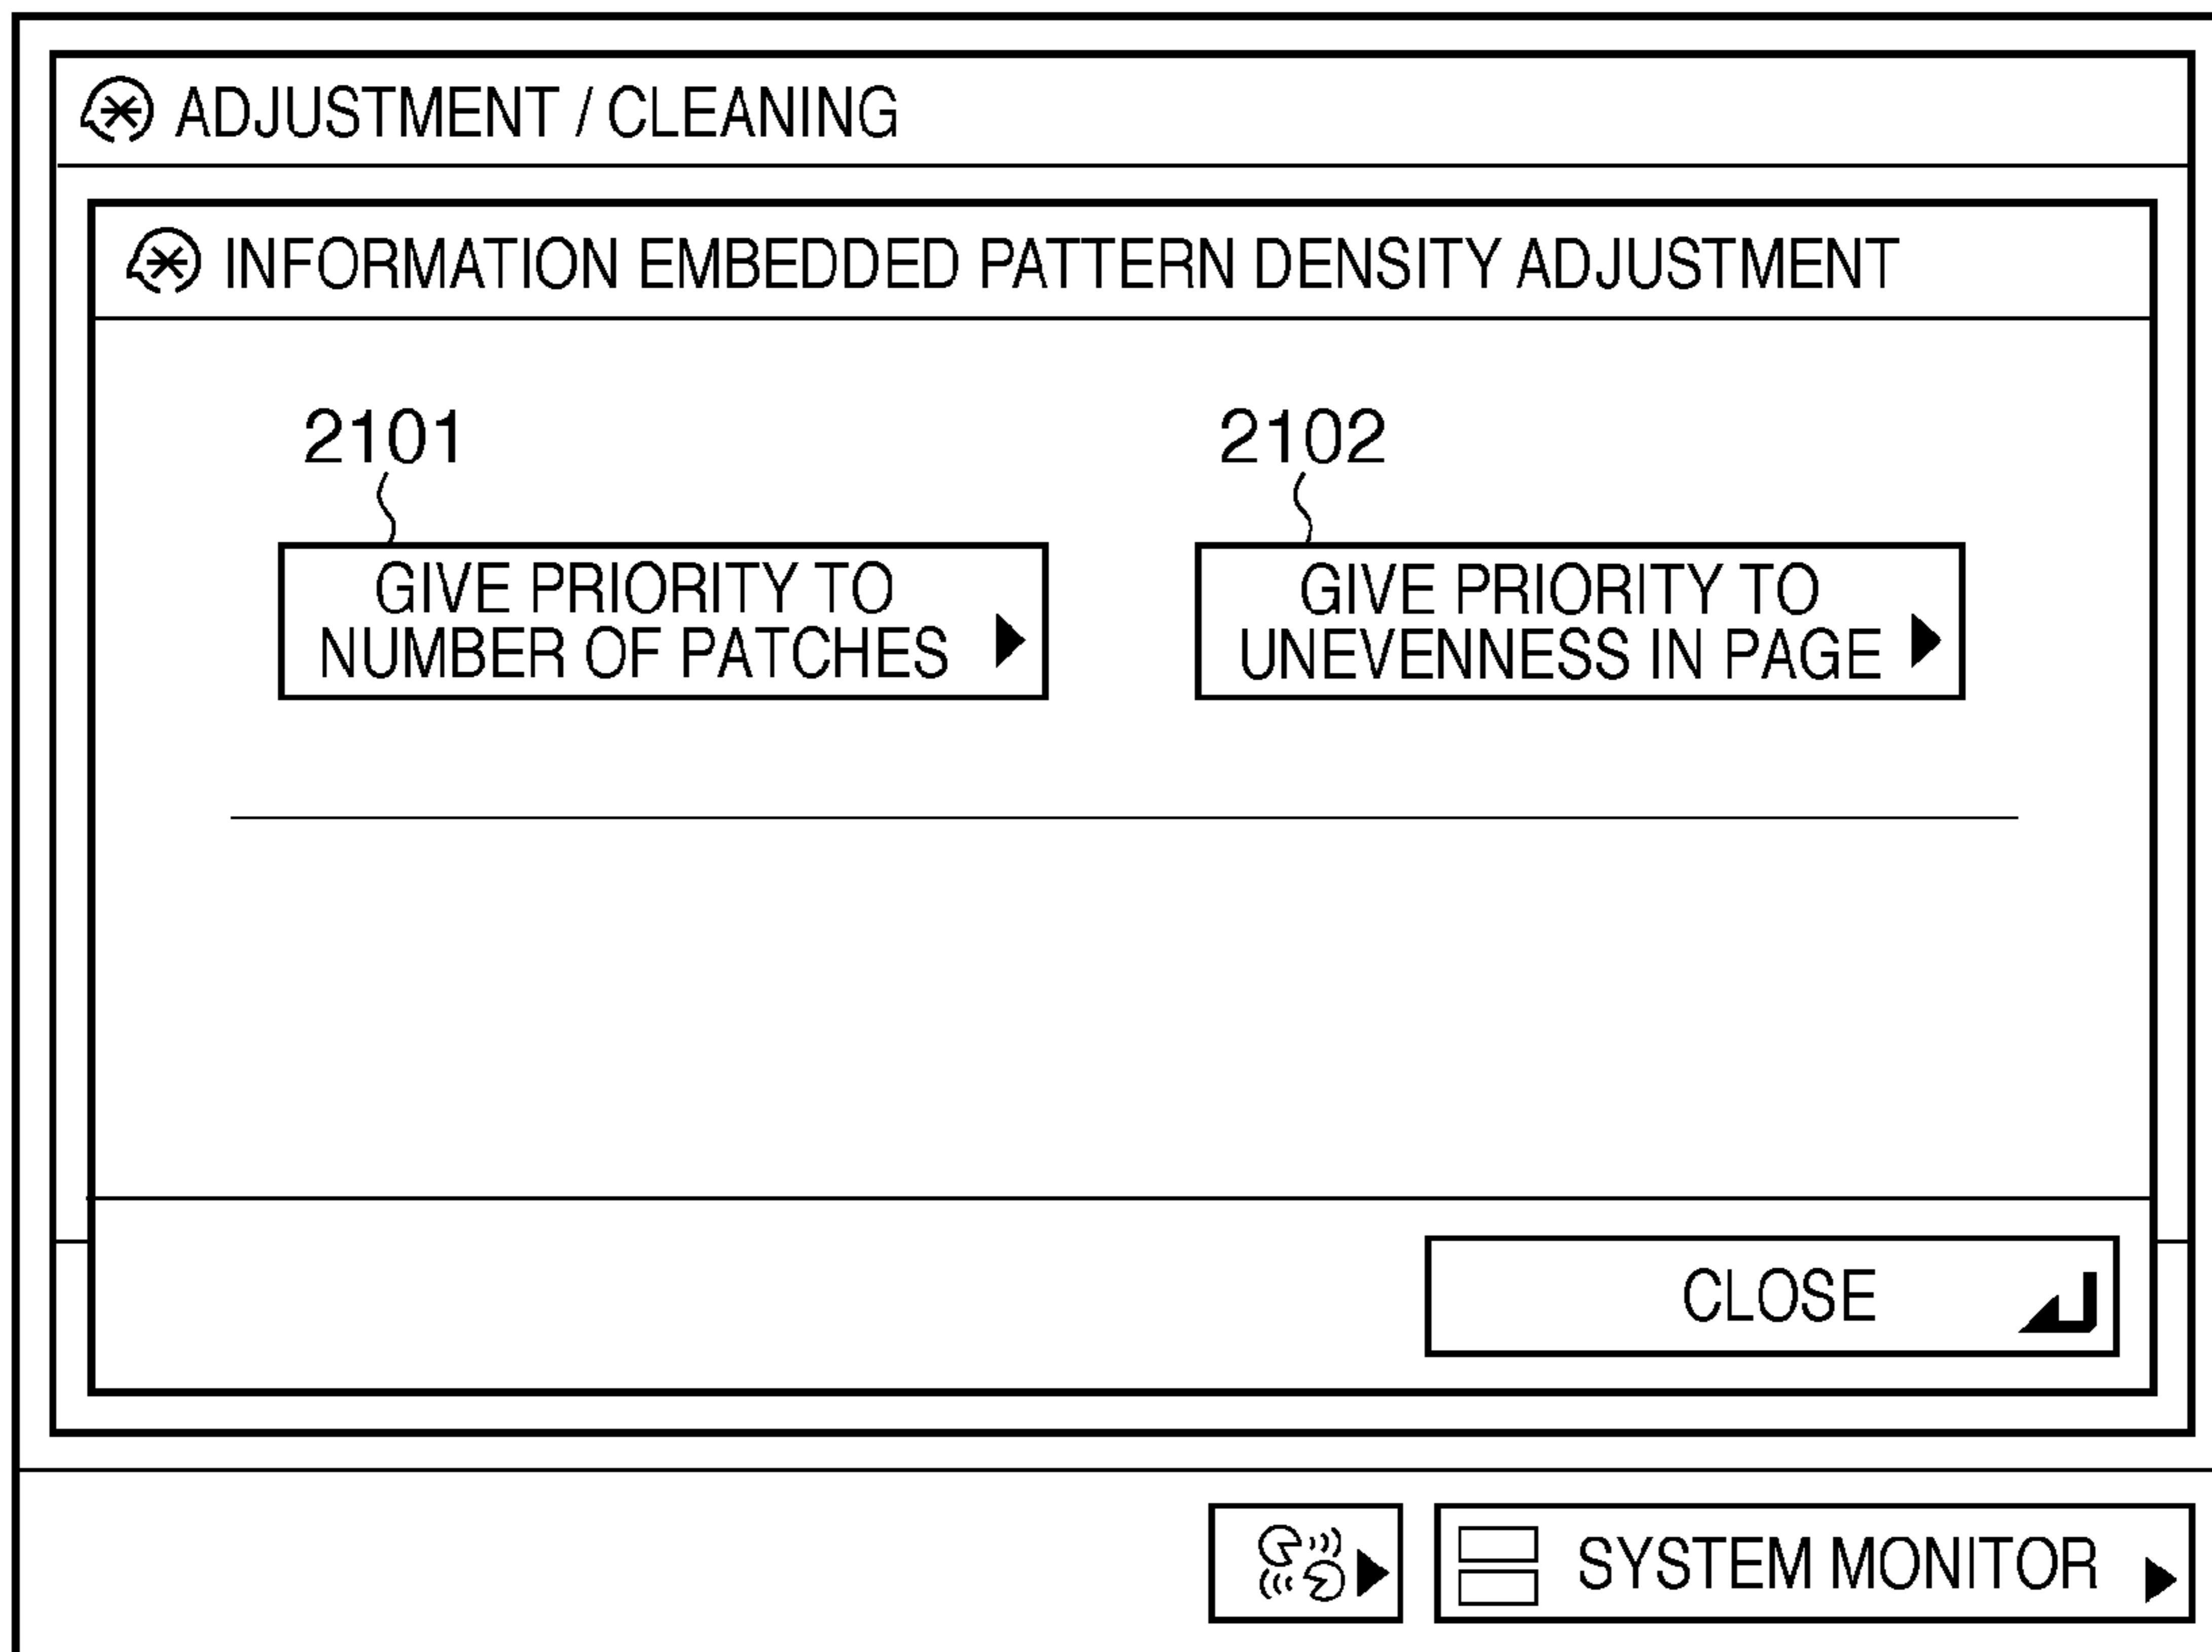 ADJUSTMENT / CLEANING
INFORMATION EMBEDDED PATTERN DENSITY ADJUSTMENT
2101
2102
GIVE PRIORITY TO
NUMBER OF PATCHES
GIVE PRIORITY TO
UNEVENNESS IN PAGE
CLOSE
SYSTEM MONITOR